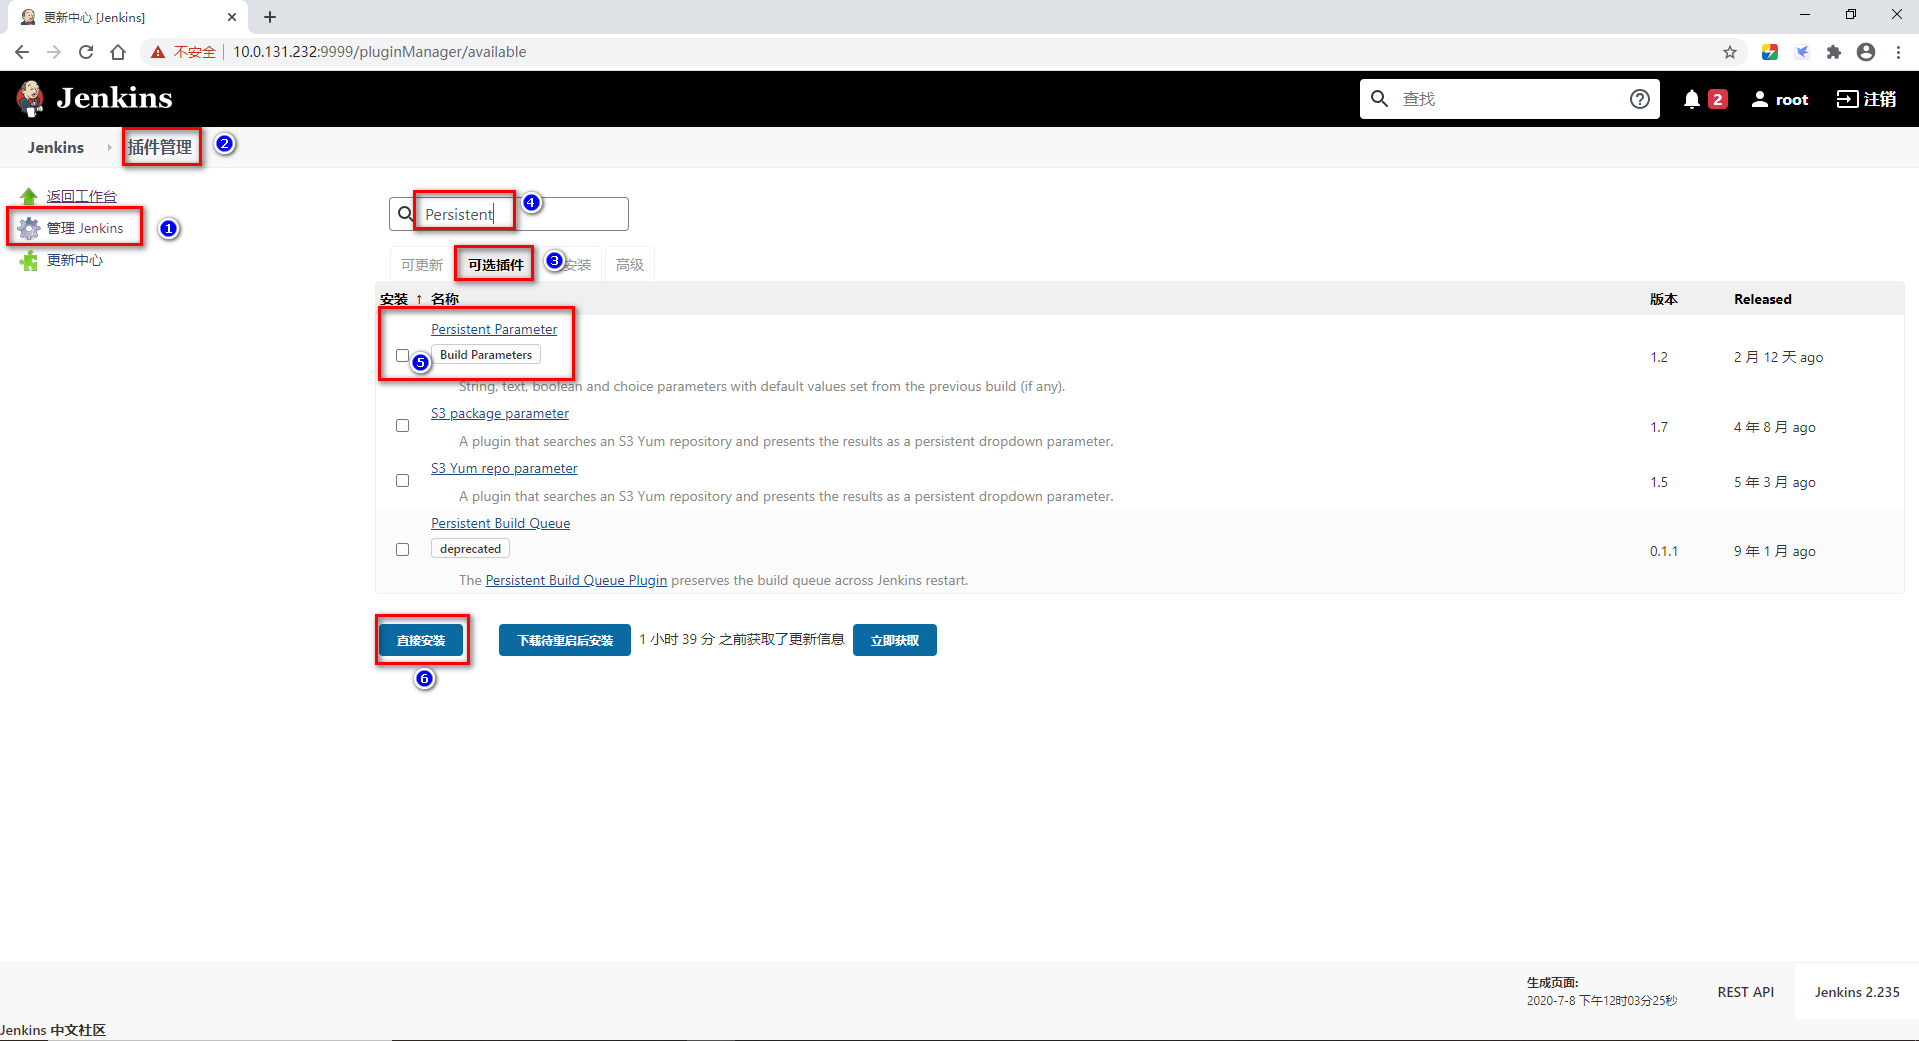 更新中心 [Jenkins]
不安全 10.0.131.232:9999/pluginManager/available
Jenkins
查找
2
root
注销
Jenkins
插件管理
2
返回工作台
管理 Jenkins
1
更新中心
Persistent
4
可更新
可选插件
3
安装
高级
安装 ↑ 名称 版本 Released
Persistent Parameter
5
Build Parameters
1.2 2 月 12 天 ago
String, text, boolean and choice parameters with default values set from the previous build (if any).
S3 package parameter
1.7 4 年 8 月 ago
A plugin that searches an S3 Yum repository and presents the results as a persistent dropdown parameter.
S3 Yum repo parameter
1.5 5 年 3 月 ago
A plugin that searches an S3 Yum repository and presents the results as a persistent dropdown parameter.
Persistent Build Queue
deprecated
0.1.1 9 年 1 月 ago
The Persistent Build Queue Plugin preserves the build queue across Jenkins restart.
直接安装
下载待重启后安装
1 小时 39 分 之前获取了更新信息
立即获取
6
生成页面:
2020-7-8 下午12时03分25秒
REST API
Jenkins 2.235
Jenkins 中文社区